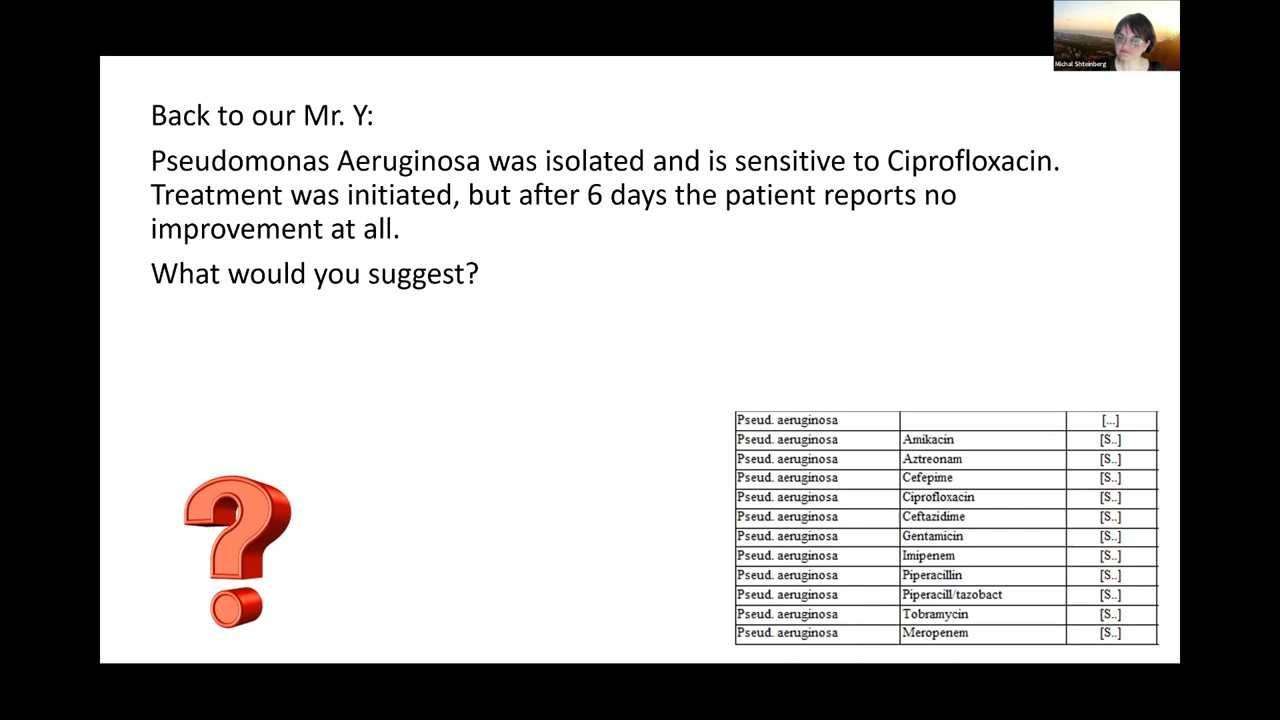 Michal Shteinberg
Back to our Mr. Y:
Pseudomonas Aeruginosa was isolated and is sensitive to Ciprofloxacin.
Treatment was initiated, but after 6 days the patient reports no
improvement at all.
What would you suggest?
Pseud. aeruginosa [...]
Pseud. aeruginosa Amikacin [S..]
Pseud. aeruginosa Aztreonam [S..]
Pseud. aeruginosa Cefepime [S..]
Pseud. aeruginosa Ciprofloxacin [S..]
Pseud. aeruginosa Ceftazidime [S..]
Pseud. aeruginosa Gentamicin [S..]
Pseud. aeruginosa Imipenem [S..]
Pseud. aeruginosa Piperacillin [S..]
Pseud. aeruginosa Piperacill/tazobact [S..]
Pseud. aeruginosa Tobramycin [S..]
Pseud. aeruginosa Meropenem [S..]
?